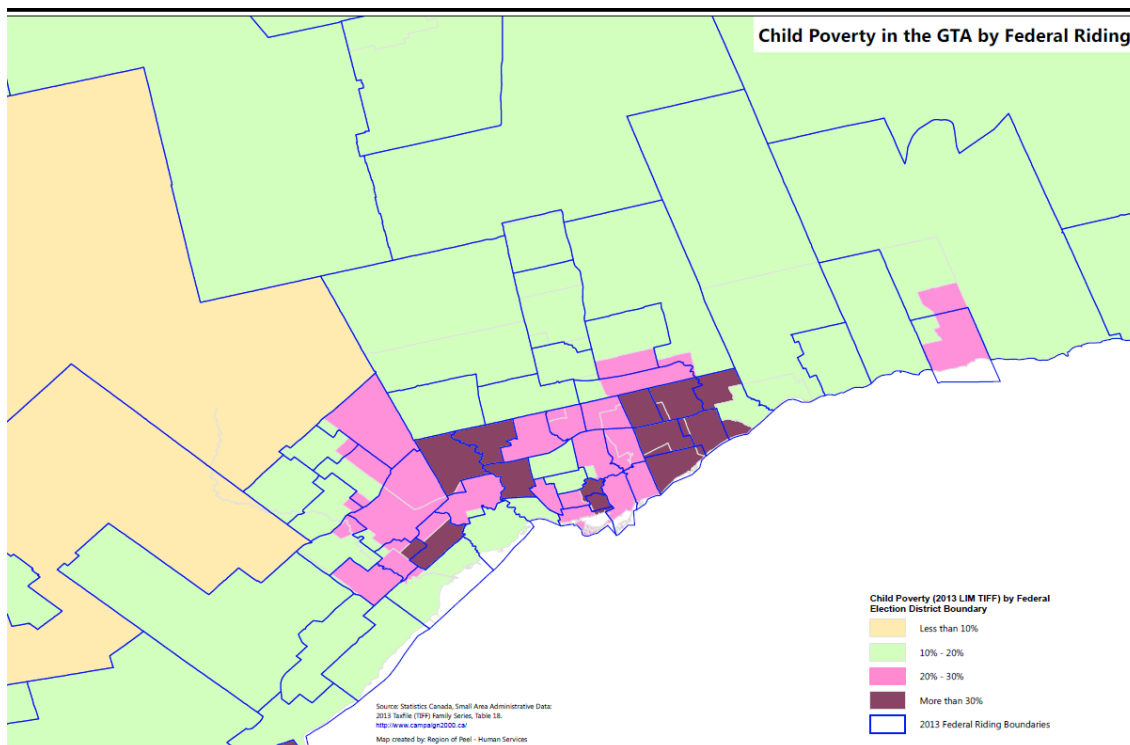 Child Poverty in the GTA by Federal Riding
Child Poverty (2013 LIM TIFF) by Federal
Election District Boundary
Less than 10%
10% - 20%
20% - 30%
More than 30%
2013 Federal Riding Boundaries
Source: Statistics Canada, Small Area Administrative Data:
2013 Taxfile (TIFF) Family Series, Table 18.
http://www.campaign2000.ca/
Map created by: Region of Peel - Human Services